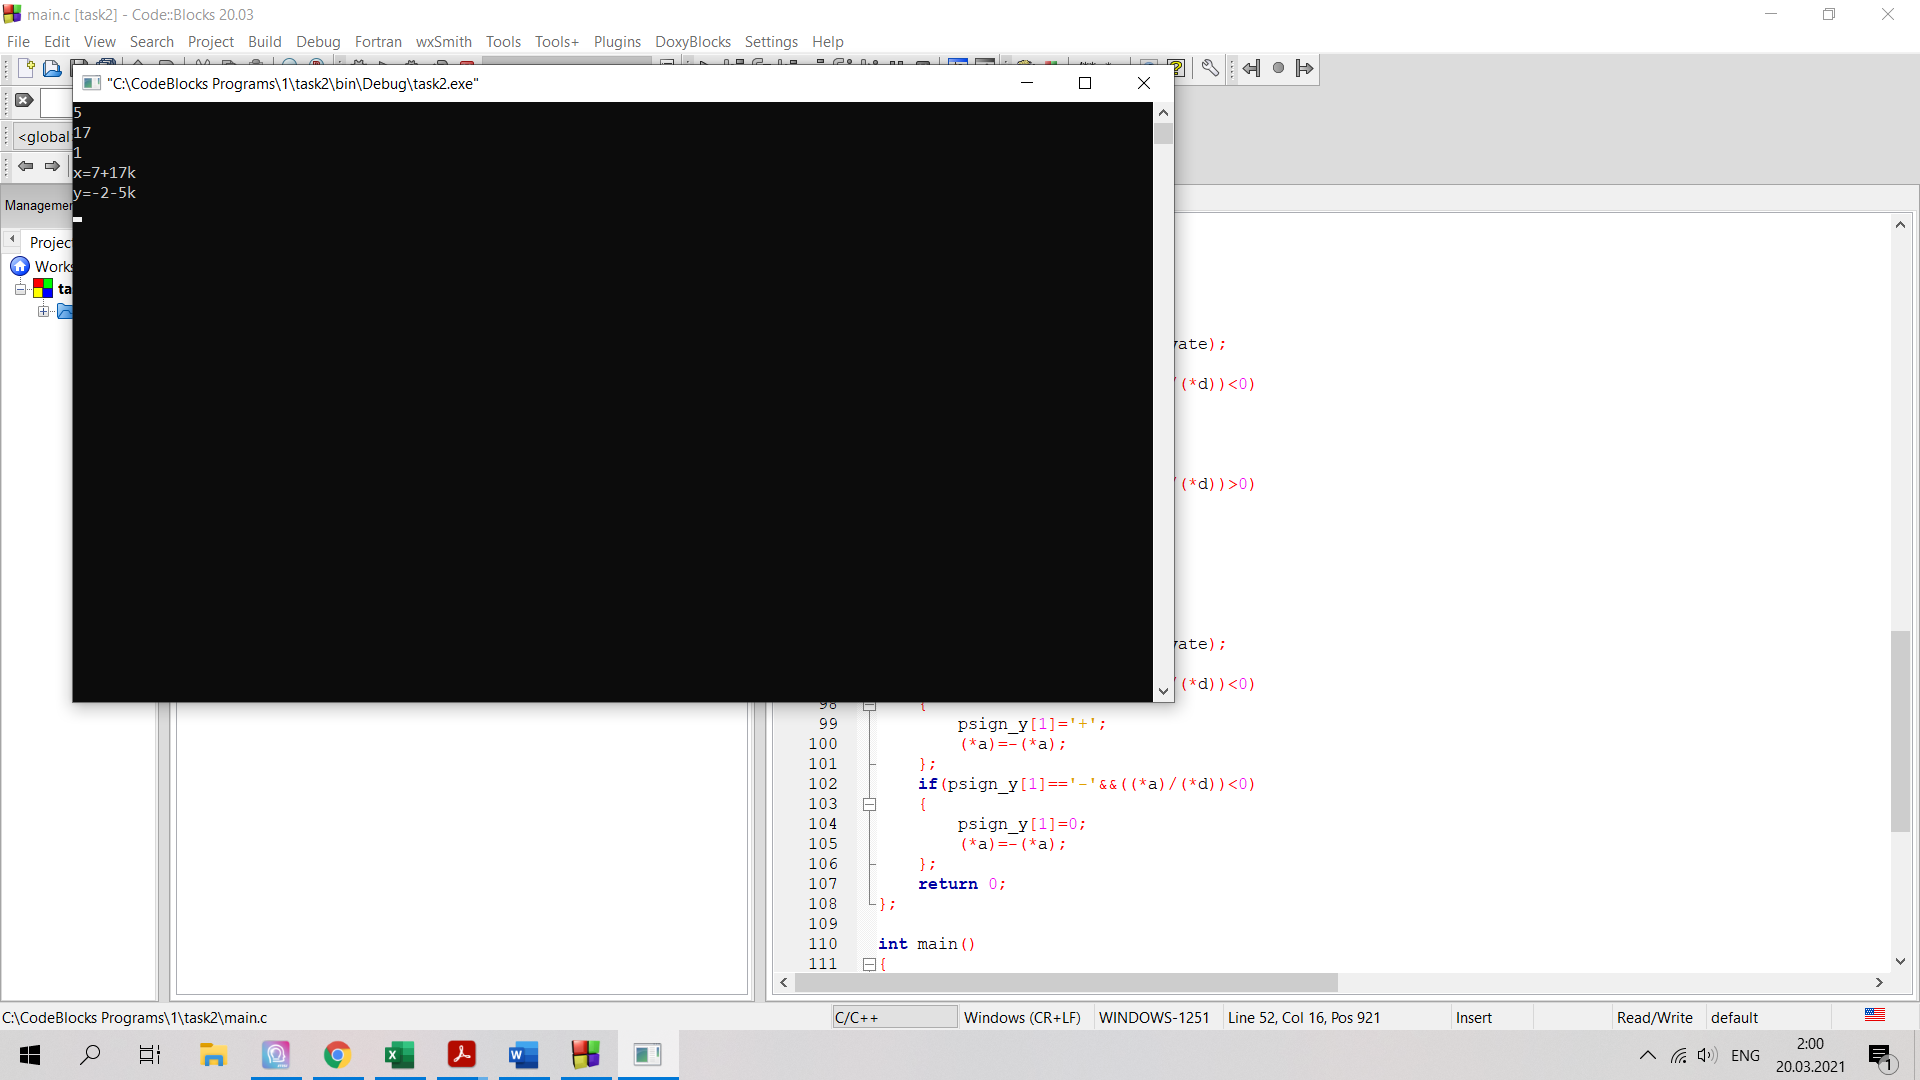 main.c [task2] - Code::Blocks 20.03
File Edit View Search Project Build Debug Fortran wxSmith Tools Tools+ Plugins DoxyBlocks Settings Help
"C:\CodeBlocks Programs\1\task2\bin\Debug\task2.exe"
5
17
1
x=7+17k
y=-2-5k
<global
Managemer
Projec
Works
ta
vate);
(*d))<0)
(*d))>0)
vate);
(*d))<0)
98 {
99 psign_y[1]='+';
100 (*a)=-(*a);
101 };
102 if(psign_y[1]=='-'&&((*a)/(*d))<0)
103 {
104 psign_y[1]=0;
105 (*a)=-(*a);
106 };
107 return 0;
108 };
109
110 int main()
111 {
C:\CodeBlocks Programs\1\task2\main.c C/C++ Windows (CR+LF) WINDOWS-1251 Line 52, Col 16, Pos 921 Insert Read/Write default
ENG
2:00
20.03.2021
1